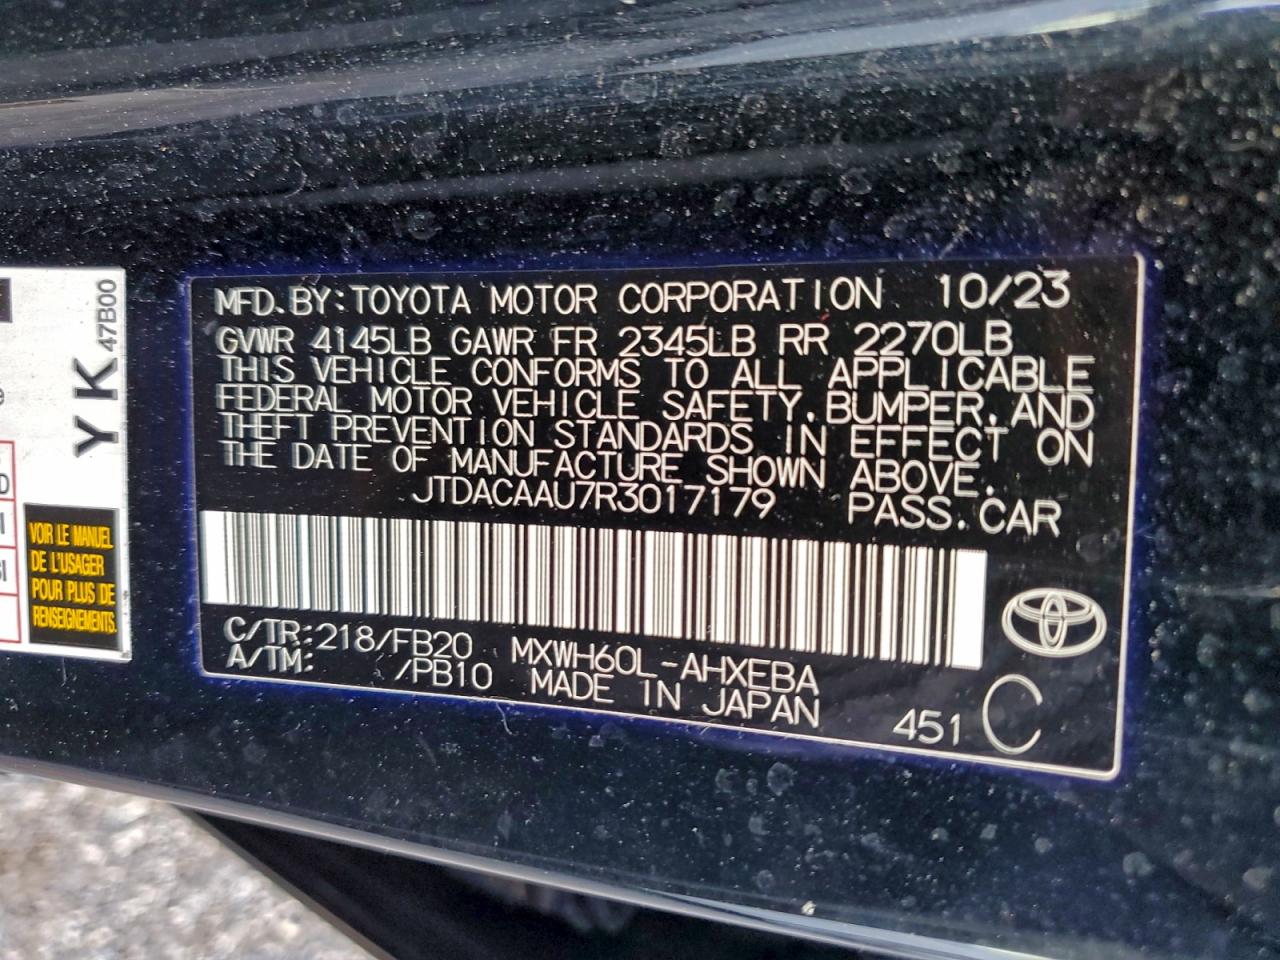 MFD. BY: TOYOTA MOTOR CORPORATION 10/23
GVWR 4145LB GAWR FR 2345LB RR 2270LB
THIS VEHICLE CONFORMS TO ALL APPLICABLE
FEDERAL MOTOR VEHICLE SAFETY, BUMPER, AND
THEFT PREVENTION STANDARDS IN EFFECT ON
THE DATE OF MANUFACTURE SHOWN ABOVE.
JTDACAAU7R3017179 PASS. CAR
C/TR: 218/FB20 MXWH60L-AHXEBA
A/TM: /PB10 MADE IN JAPAN
451 C
YK 47B00
VOIR LE MANUEL
DE L'USAGER
POUR PLUS DE
RENSEIGNEMENTS.